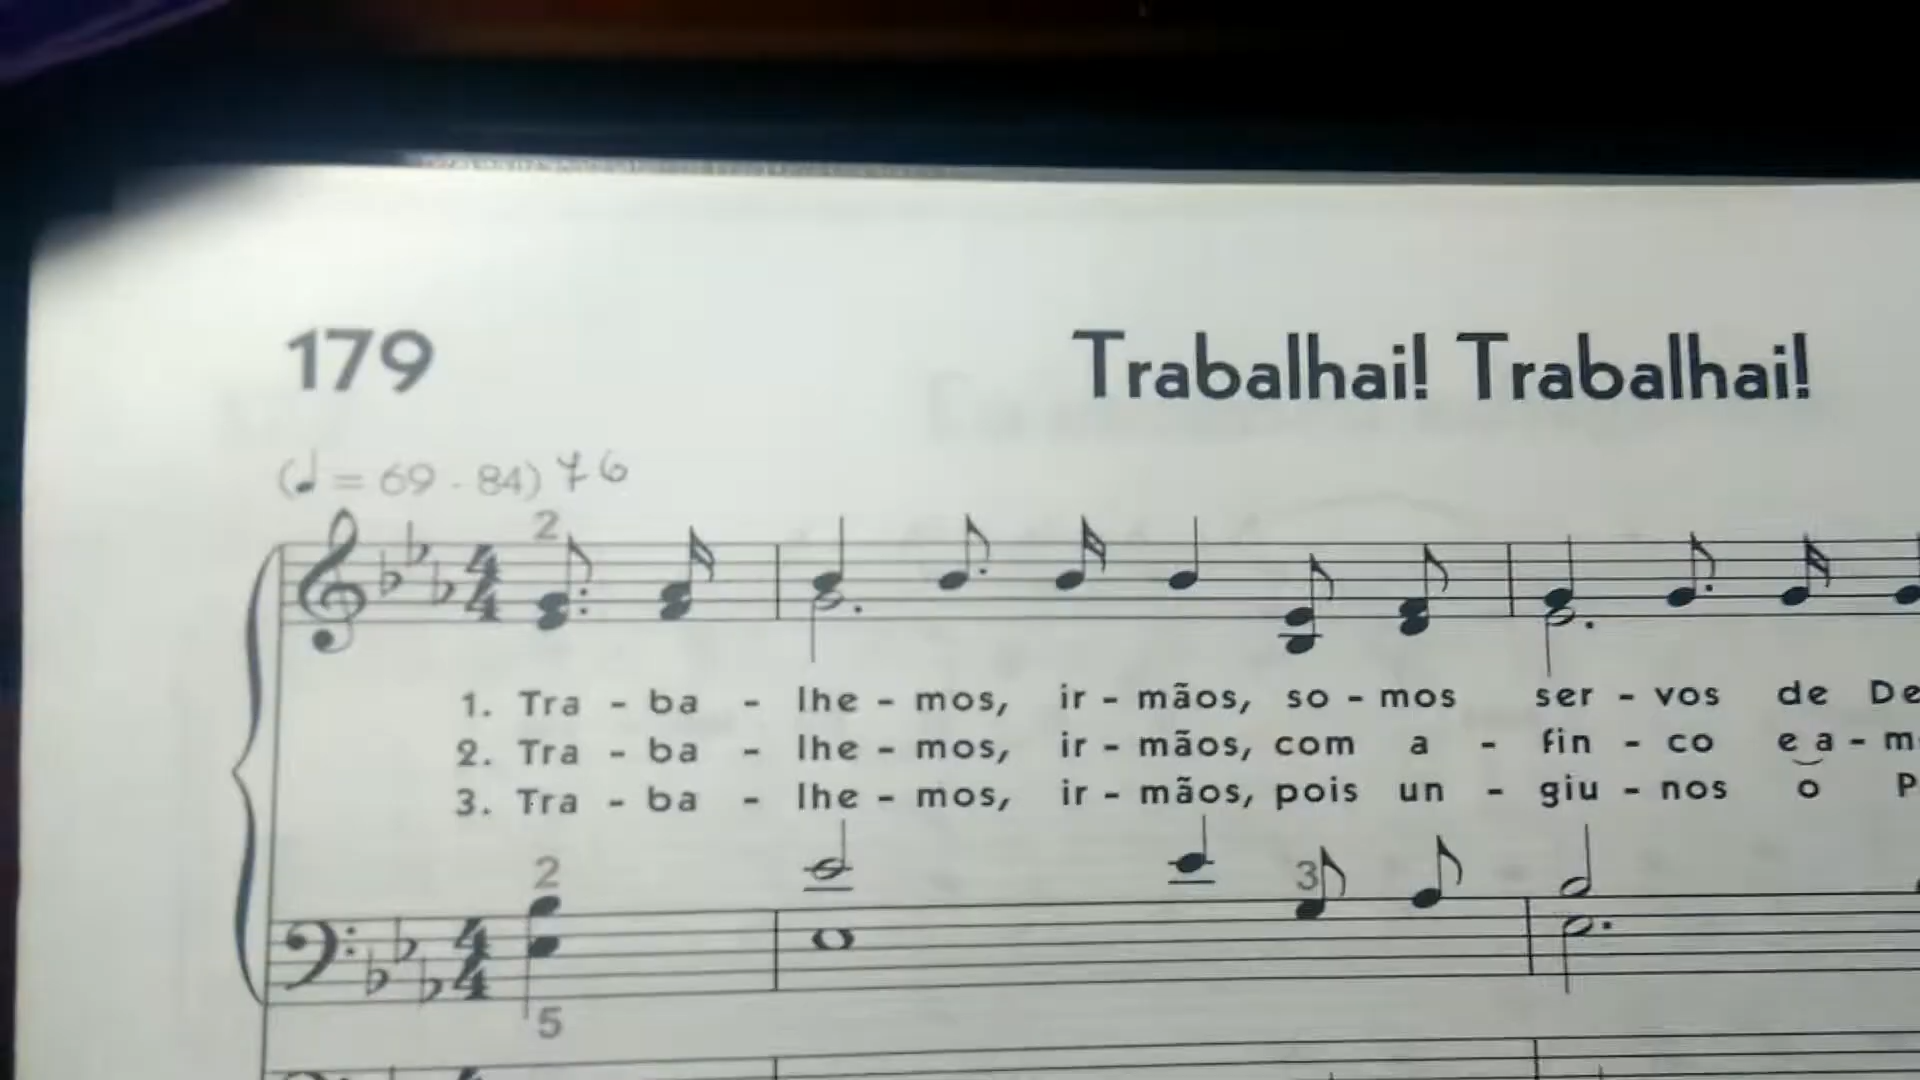 179 Trabalhai! Trabalhai!
(♩ = 69 - 84) 76
2
1. Tra - ba - lhe - mos, ir - mãos, so - mos ser - vos de De
2. Tra - ba - lhe - mos, ir - mãos, com a - fin - co e a - m
3. Tra - ba - lhe - mos, ir - mãos, pois un - giu - nos o P
2 3
5